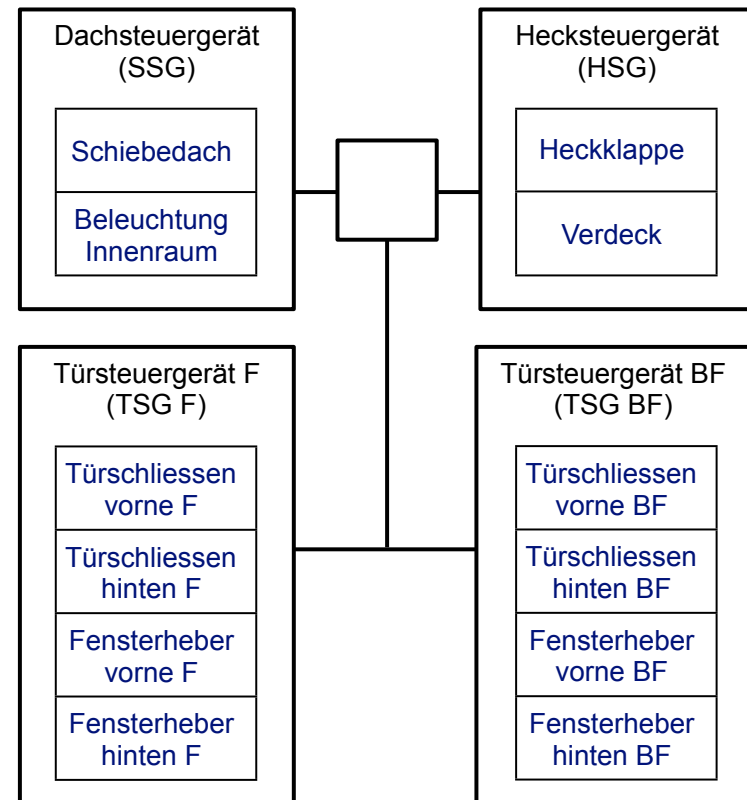 Dachsteuergerät
(SSG)
Schiebedach
Beleuchtung
Innenraum
Hecksteuergerät
(HSG)
Heckklappe
Verdeck
Türsteuergerät F
(TSG F)
Türschliessen
vorne F
Türschliessen
hinten F
Fensterheber
vorne F
Fensterheber
hinten F
Türsteuergerät BF
(TSG BF)
Türschliessen
vorne BF
Türschliessen
hinten BF
Fensterheber
vorne BF
Fensterheber
hinten BF